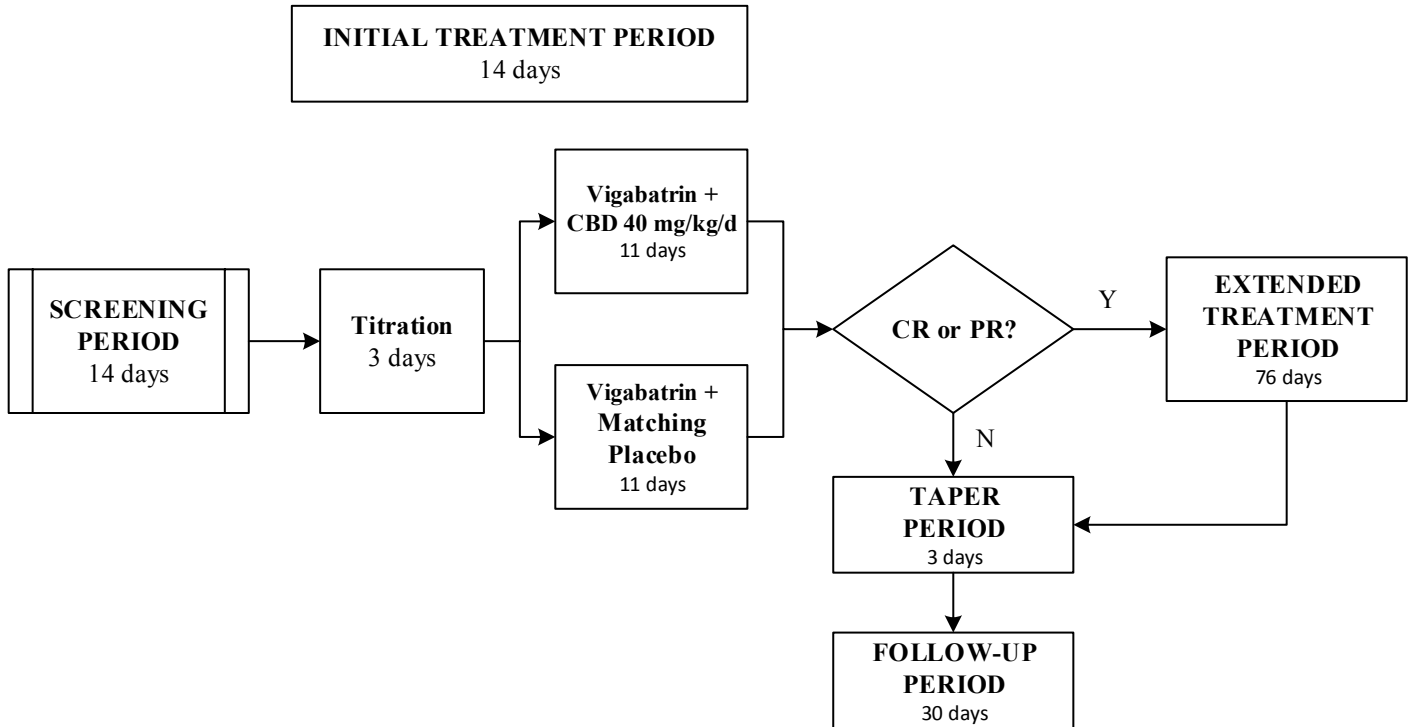 INITIAL TREATMENT PERIOD
14 days
SCREENING
PERIOD
14 days
Titration
3 days
Vigabatrin +
CBD 40 mg/kg/d
11 days
Vigabatrin +
Matching
Placebo
11 days
CR or PR?
Y
EXTENDED
TREATMENT
PERIOD
76 days
N
TAPER
PERIOD
3 days
FOLLOW-UP
PERIOD
30 days